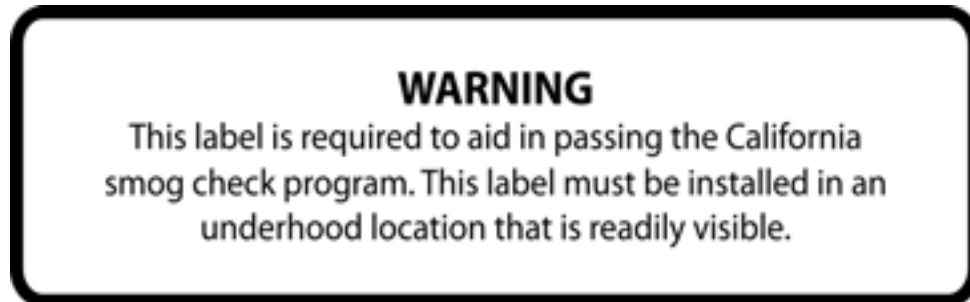 WARNING
This label is required to aid in passing the California
smog check program. This label must be installed in an
underhood location that is readily visible.